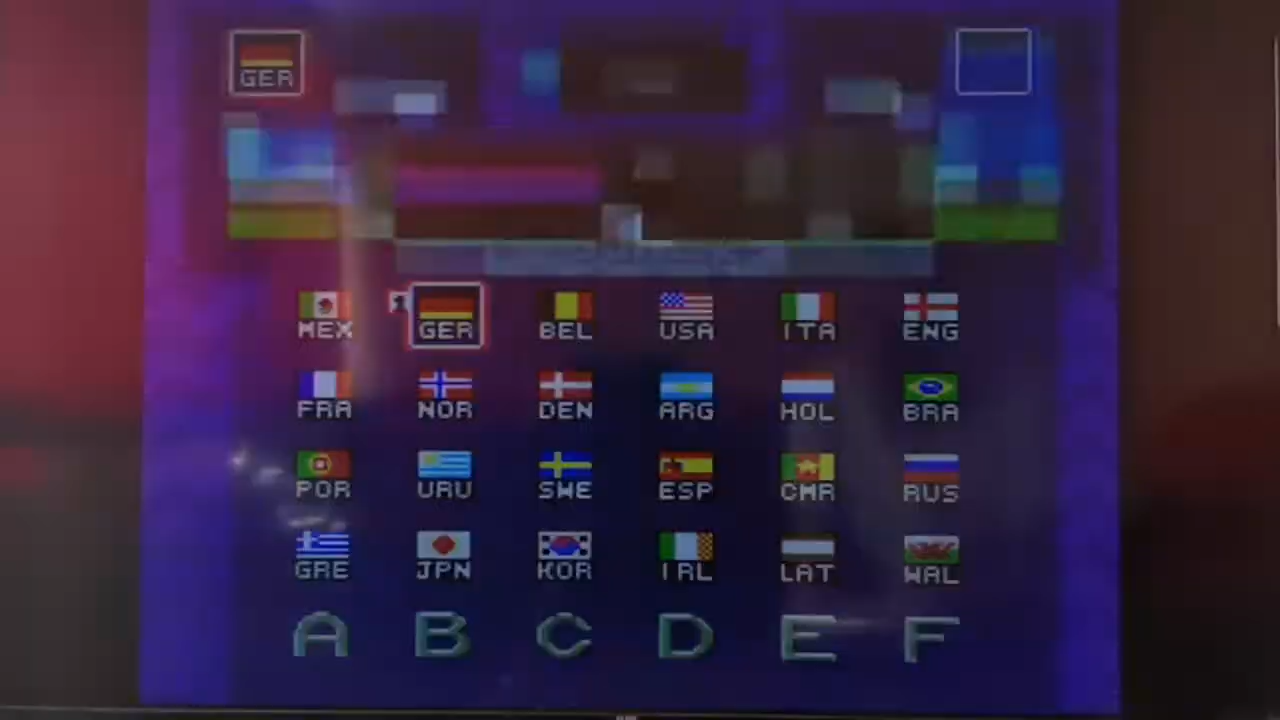 GER
MEX 1 GER BEL USA ITA ENG
FRA NOR DEN ARG HOL BRA
POR URU SWE ESP CMR RUS
GRE JPN KOR IRL LAT WAL
A B C D E F